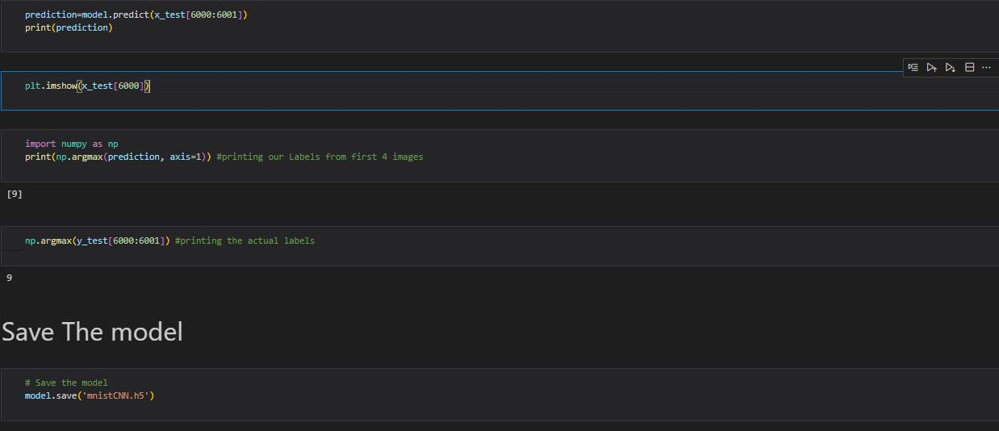 prediction=model.predict(x_test[6000:6001])
print(prediction)
plt.imshow(x_test[6000])
import numpy as np
print(np.argmax(prediction, axis=1)) #printing our Labels from first 4 images
[9]
np.argmax(y_test[6000:6001]) #printing the actual labels
9
Save The model
# Save the model
model.save('mnistCNN.h5')